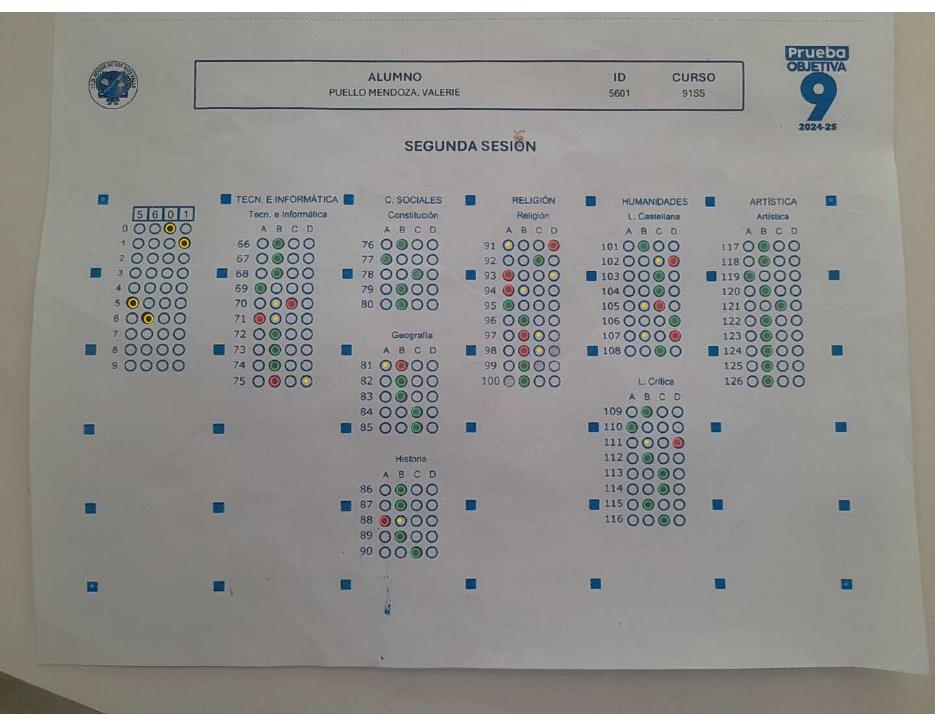 Prueba
OBJETIVA
9
2024-25
ALUMNO ID CURSO
PUELLO MENDOZA, VALERIE 5601 91SS
SEGUNDA SESIÓN
5 6 0 1
0
1
2
3
4
5
6
7
8
9
TECN. E INFORMÁTICA
Tecn. e Informática
A B C D
66
67
68
69
70
71
72
73
74
75
C. SOCIALES
Constitución
A B C D
76
77
78
79
80
Geografía
A B C D
81
82
83
84
85
Historia
A B C D
86
87
88
89
90
RELIGIÓN
Religión
A B C D
91
92
93
94
95
96
97
98
99
100
HUMANIDADES
L. Castellana
A B C D
101
102
103
104
105
106
107
108
L. Crítica
A B C D
109
110
111
112
113
114
115
116
ARTÍSTICA
Artística
A B C D
117
118
119
120
121
122
123
124
125
126